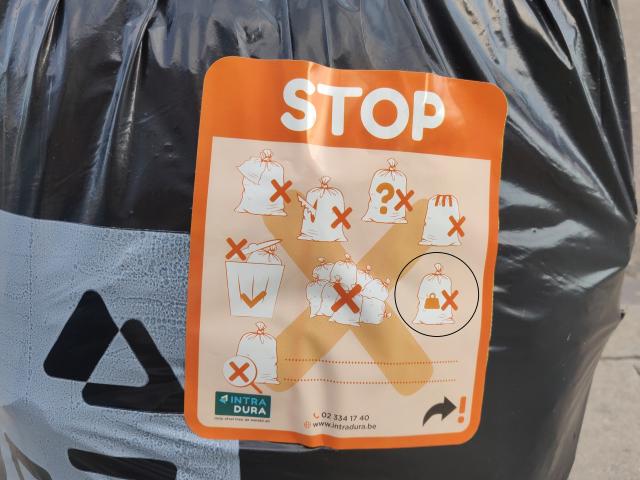 STOP
?
INTRA
DURA
02 334 17 40
www.intradura.be
!